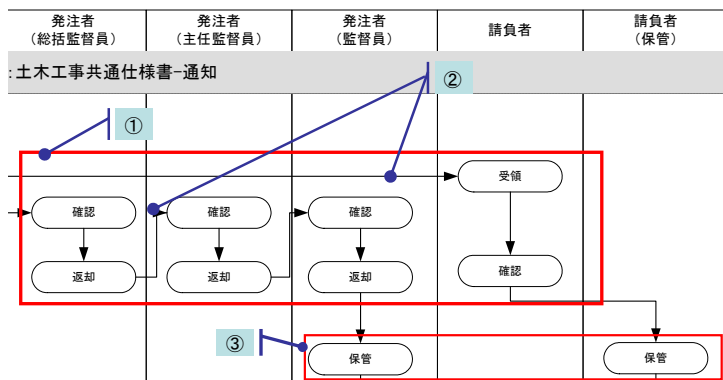 発注者
(総括監督員)
発注者
(主任監督員)
発注者
(監督員)
請負者
請負者
(保管)
:土木工事共通仕様書-通知
①
②
受領
確認
確認
確認
返却
返却
返却
確認
③
保管
保管